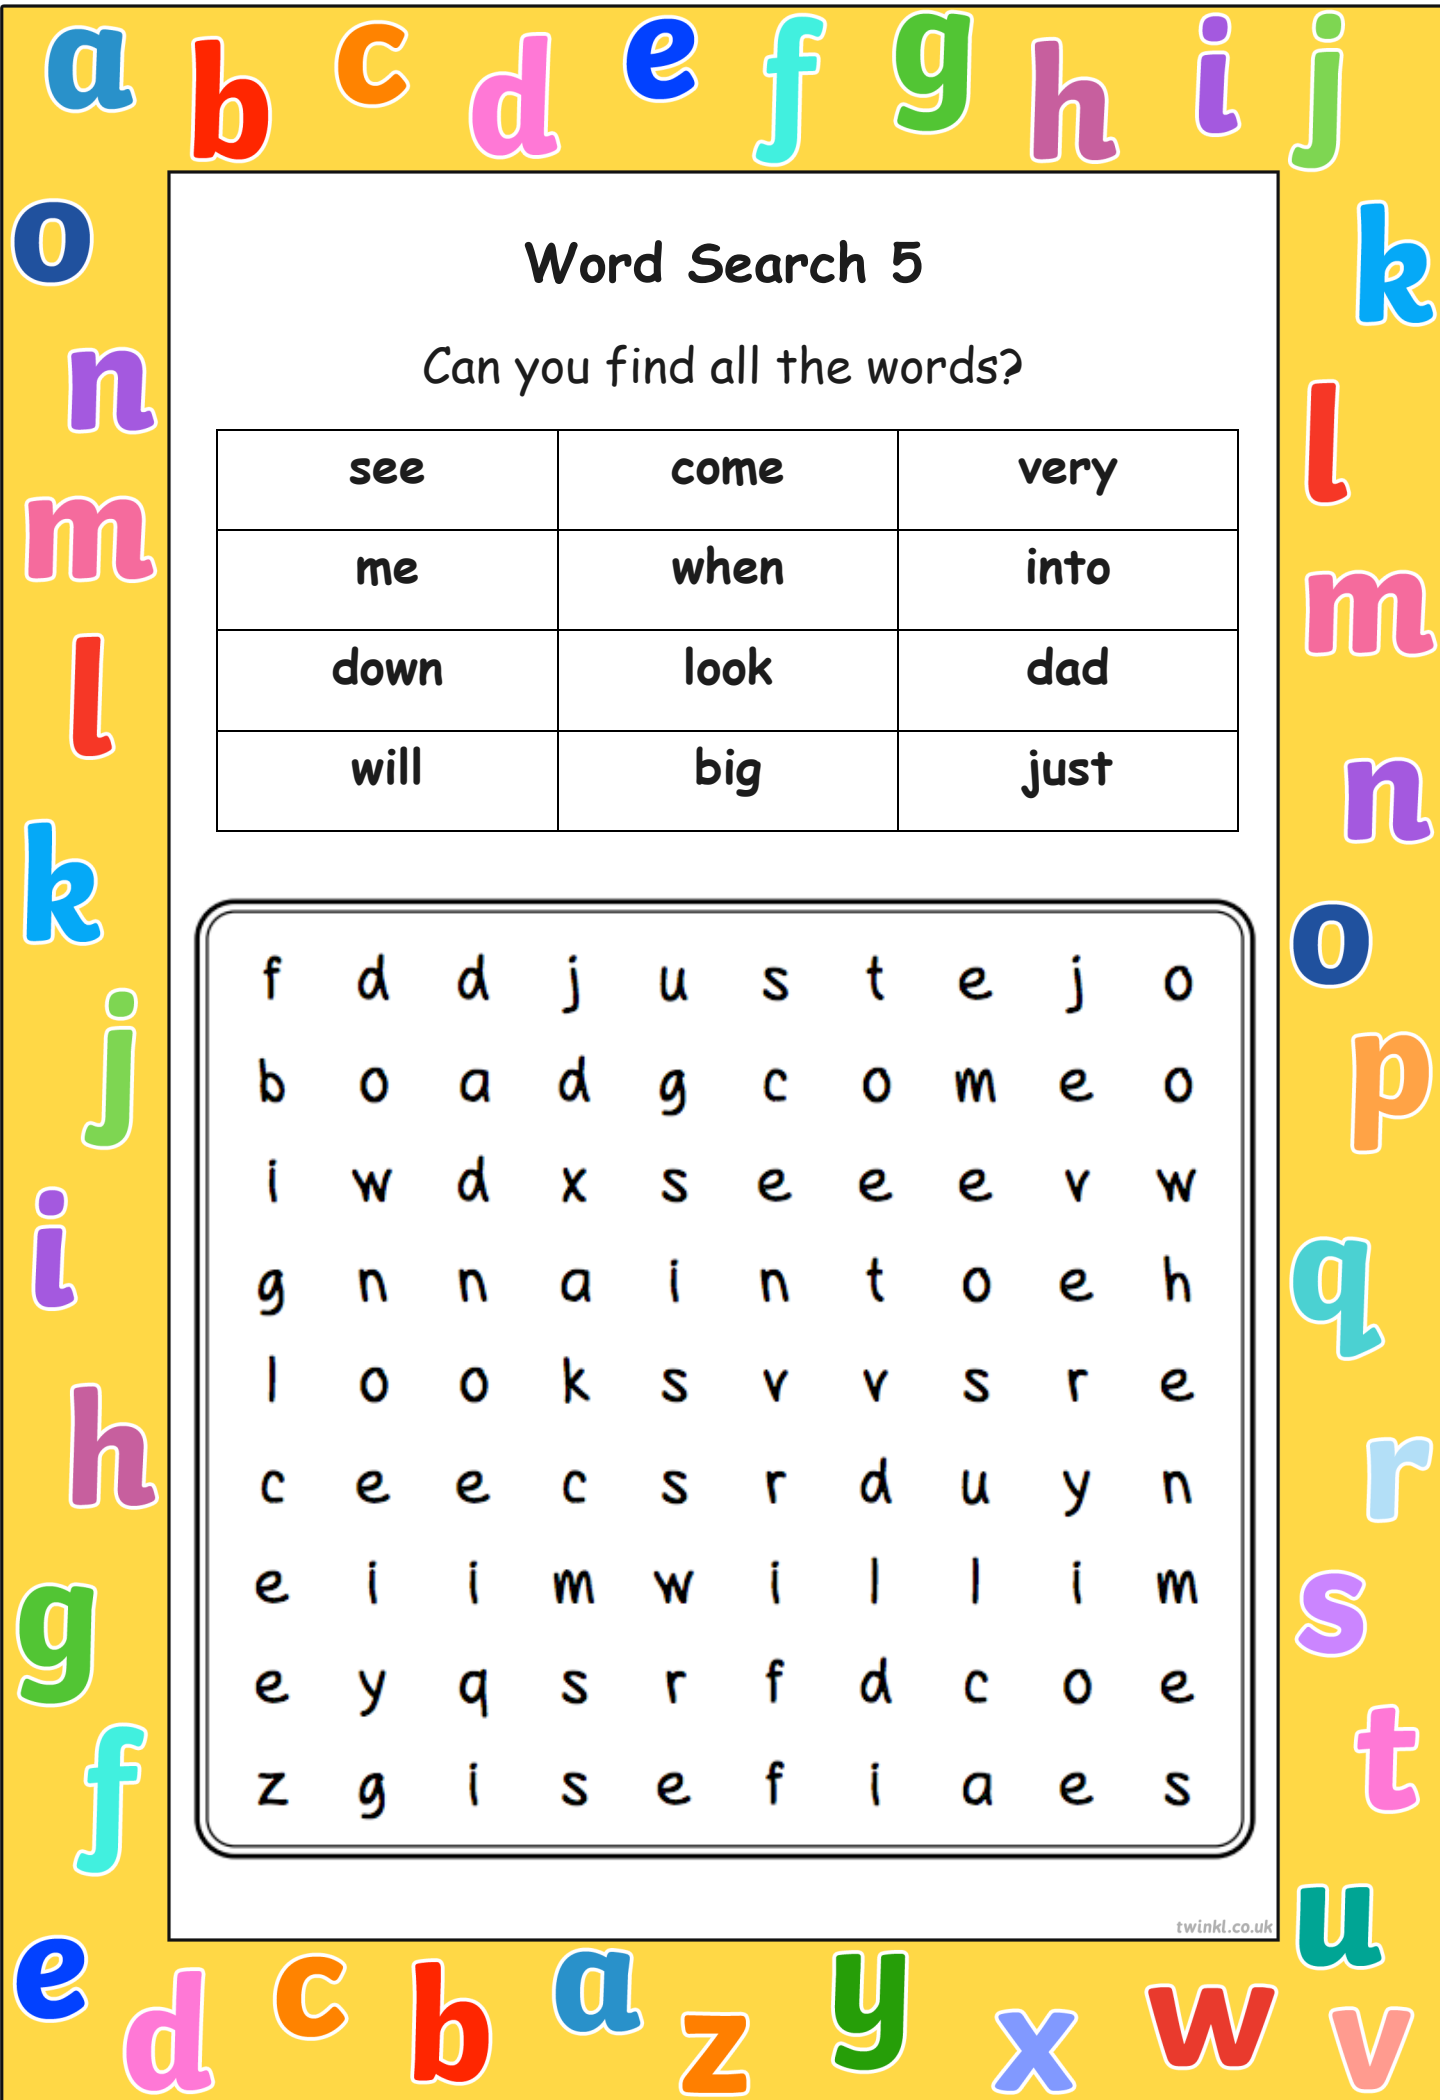 a b c d e f g h i j
o k
n l
m m
l n
k o
j p
i q
h r
g s
f t
e u
d c b a z y x w v
Word Search 5
Can you find all the words?
see come very
me when into
down look dad
will big just
f d d j u s t e j o
b o a d g c o m e o
i w d x s e e e v w
g n n a i n t o e h
l o o k s v v s r e
c e e c s r d u y n
e i i m w i l l i m
e y q s r f d c o e
z g i s e f i a e s
twinkl.co.uk